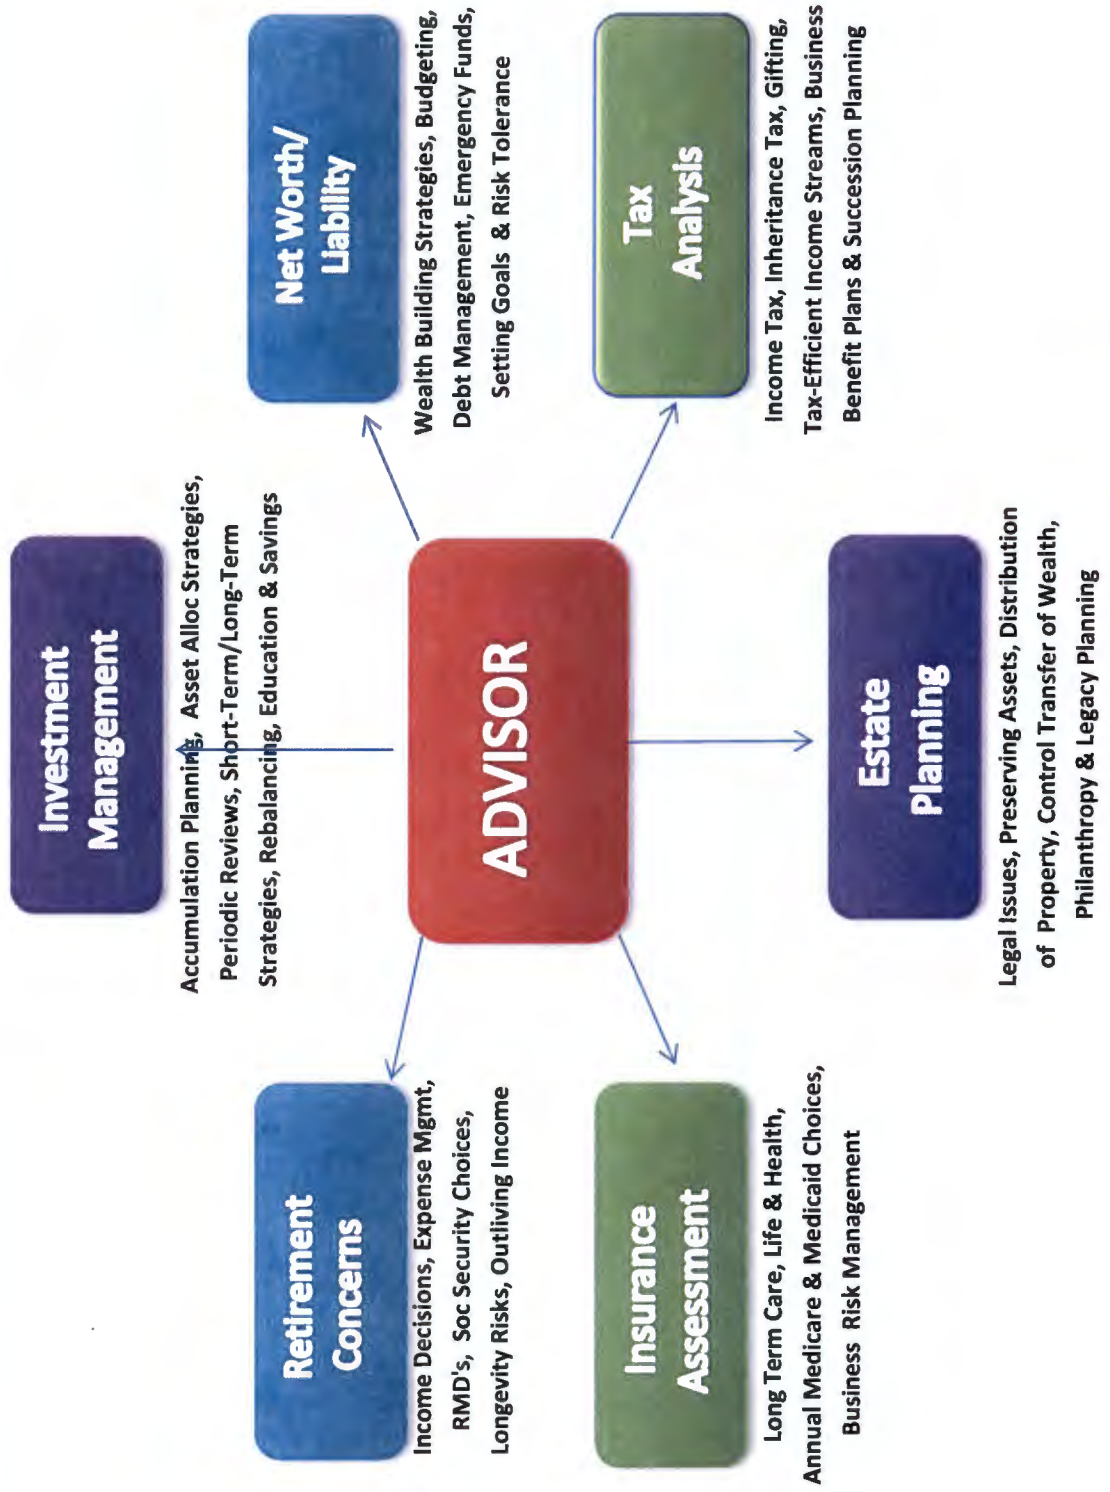 Investment
Management
Accumulation Planning, Asset Alloc Strategies,
Periodic Reviews, Short-Term/Long-Term
Strategies, Rebalancing, Education & Savings
Retirement
Concerns
Income Decisions, Expense Mgmt,
RMD's, Soc Security Choices,
Longevity Risks, Outliving Income
Net Worth/
Liability
Wealth Building Strategies, Budgeting,
Debt Management, Emergency Funds,
Setting Goals & Risk Tolerance
ADVISOR
Insurance
Assessment
Long Term Care, Life & Health,
Annual Medicare & Medicaid Choices,
Business Risk Management
Tax
Analysis
Income Tax, Inheritance Tax, Gifting,
Tax-Efficient Income Streams, Business
Benefit Plans & Succession Planning
Estate
Planning
Legal Issues, Preserving Assets, Distribution
of Property, Control Transfer of Wealth,
Philanthropy & Legacy Planning